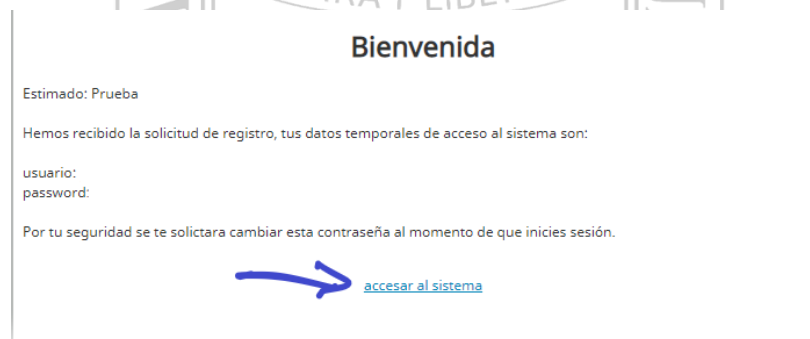 Bienvenida
Estimado: Prueba
Hemos recibido la solicitud de registro, tus datos temporales de acceso al sistema son:
usuario:
password:
Por tu seguridad se te solictara cambiar esta contraseña al momento de que inicies sesión.
accesar al sistema